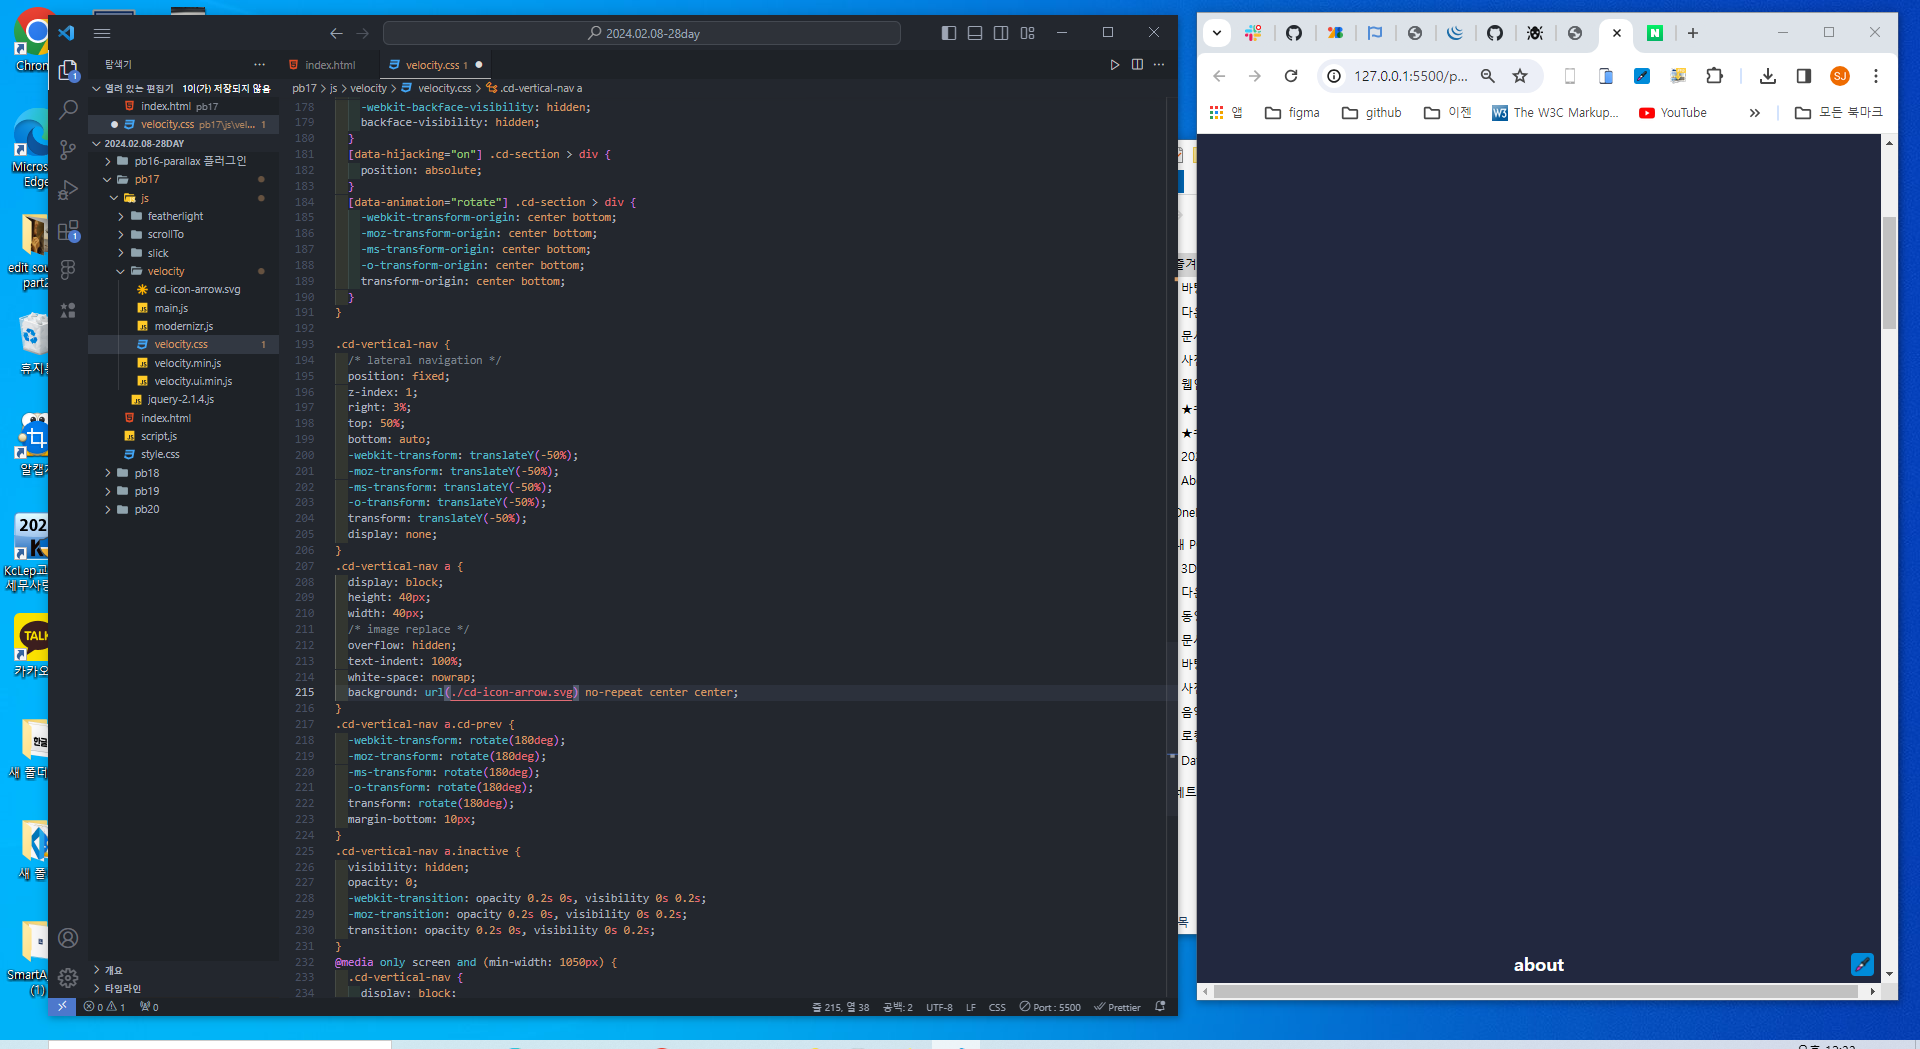 2024.02.08-28day
탐색기
index.html
velocity.css 1
열려 있는 편집기 1이(가) 저장되지 않음
index.html pb17
velocity.css pb17\js\vel... 1
2024.02.08-28DAY
pb16-parallax 플러그인
pb17
js
featherlight
scrollTo
slick
velocity
cd-icon-arrow.svg
main.js
modernizr.js
velocity.css 1
velocity.min.js
velocity.ui.min.js
jquery-2.1.4.js
index.html
script.js
style.css
pb18
pb19
pb20
개요
타임라인
pb17 > js > velocity > velocity.css > .cd-vertical-nav a
178 -webkit-backface-visibility: hidden;
179 backface-visibility: hidden;
180 }
181 [data-hijacking="on"] .cd-section > div {
182 position: absolute;
183 }
184 [data-animation="rotate"] .cd-section > div {
185 -webkit-transform-origin: center bottom;
186 -moz-transform-origin: center bottom;
187 -ms-transform-origin: center bottom;
188 -o-transform-origin: center bottom;
189 transform-origin: center bottom;
190 }
191 }
192
193 .cd-vertical-nav {
194 /* lateral navigation */
195 position: fixed;
196 z-index: 1;
197 right: 3%;
198 top: 50%;
199 bottom: auto;
200 -webkit-transform: translateY(-50%);
201 -moz-transform: translateY(-50%);
202 -ms-transform: translateY(-50%);
203 -o-transform: translateY(-50%);
204 transform: translateY(-50%);
205 display: none;
206 }
207 .cd-vertical-nav a {
208 display: block;
209 height: 40px;
210 width: 40px;
211 /* image replace */
212 overflow: hidden;
213 text-indent: 100%;
214 white-space: nowrap;
215 background: url(./cd-icon-arrow.svg) no-repeat center center;
216 }
217 .cd-vertical-nav a.cd-prev {
218 -webkit-transform: rotate(180deg);
219 -moz-transform: rotate(180deg);
220 -ms-transform: rotate(180deg);
221 -o-transform: rotate(180deg);
222 transform: rotate(180deg);
223 margin-bottom: 10px;
224 }
225 .cd-vertical-nav a.inactive {
226 visibility: hidden;
227 opacity: 0;
228 -webkit-transition: opacity 0.2s 0s, visibility 0s 0.2s;
229 -moz-transition: opacity 0.2s 0s, visibility 0s 0.2s;
230 transition: opacity 0.2s 0s, visibility 0s 0.2s;
231 }
232 @media only screen and (min-width: 1050px) {
233 .cd-vertical-nav {
234 display: block;
0 1 0
줄 215, 열 38 공백: 2 UTF-8 LF CSS Port : 5500 Prettier
127.0.0.1:5500/p...
SJ
앱 figma github 이젠 The W3C Markup... YouTube » 모든 북마크
about
Chron
Micros
Edge
edit sou
part2
휴지통
알캡처
202
KcLep교
세무사랑
TALK
카카오
한글
새 폴더
새 폴
SmartA
(1)